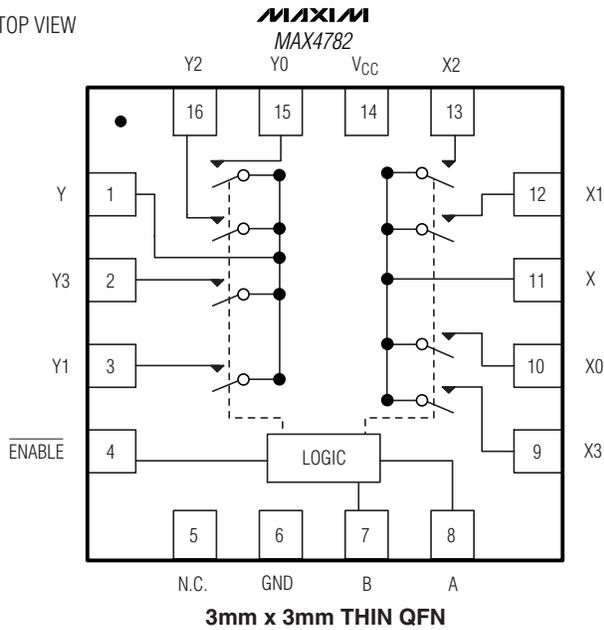 TOP VIEW
MAXIM
MAX4782
Y2 Y0 VCC X2
16 15 14 13
Y 1 12 X1
Y3 2 11 X
Y1 3 10 X0
ENABLE 4 LOGIC 9 X3
5 6 7 8
N.C. GND B A
3mm x 3mm THIN QFN